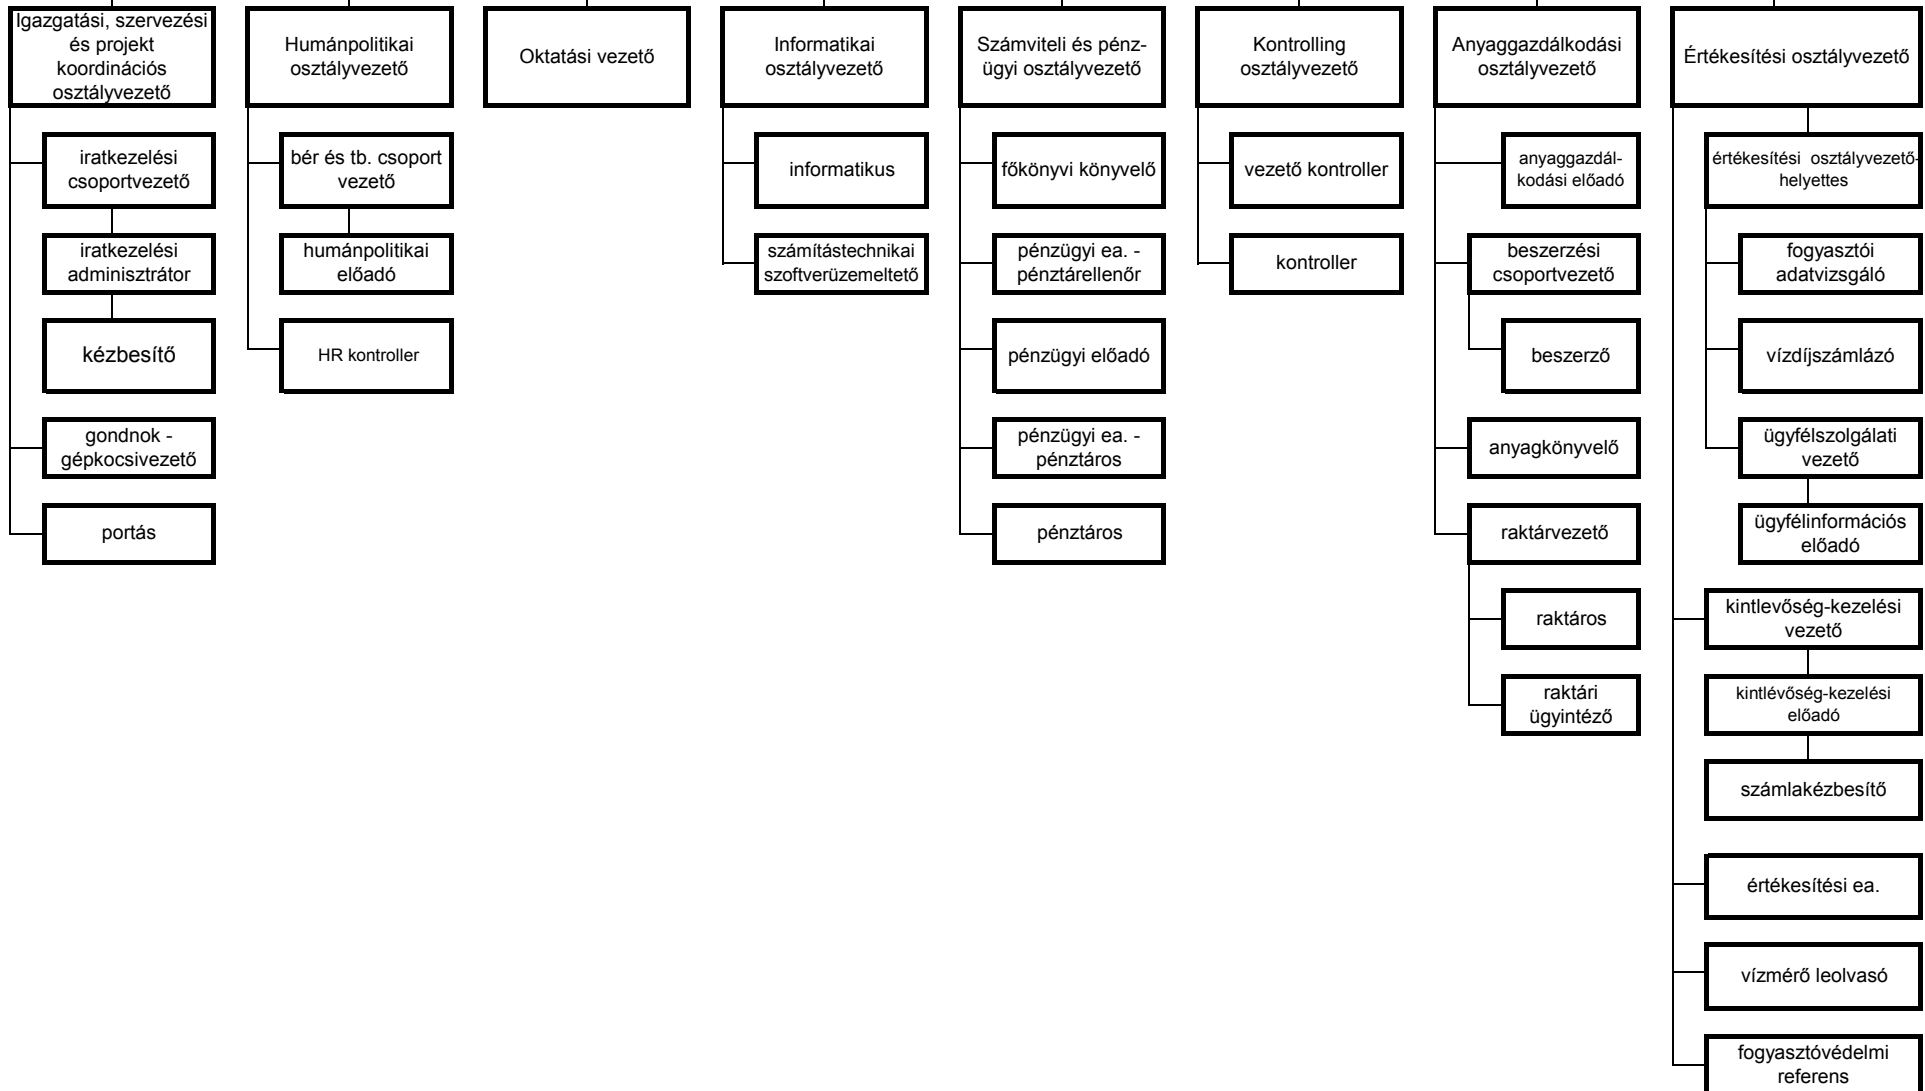 Igazgatási, szervezési
és projekt
koordinációs
osztályvezető
iratkezelési
csoportvezető
iratkezelési
adminisztrátor
kézbesítő
gondnok -
gépkocsivezető
portás
Humánpolitikai
osztályvezető
bér és tb. csoport
vezető
humánpolitikai
előadó
HR kontroller
Oktatási vezető
Informatikai
osztályvezető
informatikus
számítástechnikai
szoftverüzemeltető
Számviteli és pénz-
ügyi osztályvezető
főkönyvi könyvelő
pénzügyi ea. -
pénztárellenőr
pénzügyi előadó
pénzügyi ea. -
pénztáros
pénztáros
Kontrolling
osztályvezető
vezető kontroller
kontroller
Anyaggazdálkodási
osztályvezető
anyaggazdál-
kodási előadó
beszerzési
csoportvezető
beszerző
anyagkönyvelő
raktárvezető
raktáros
raktári
ügyintéző
Értékesítési osztályvezető
értékesítési osztályvezető-
helyettes
fogyasztói
adatvizsgáló
vízdíjszámlázó
ügyfélszolgálati
vezető
ügyfélinformációs
előadó
kintlevőség-kezelési
vezető
kintlévőség-kezelési
előadó
számlakézbesítő
értékesítési ea.
vízmérő leolvasó
fogyasztóvédelmi
referens